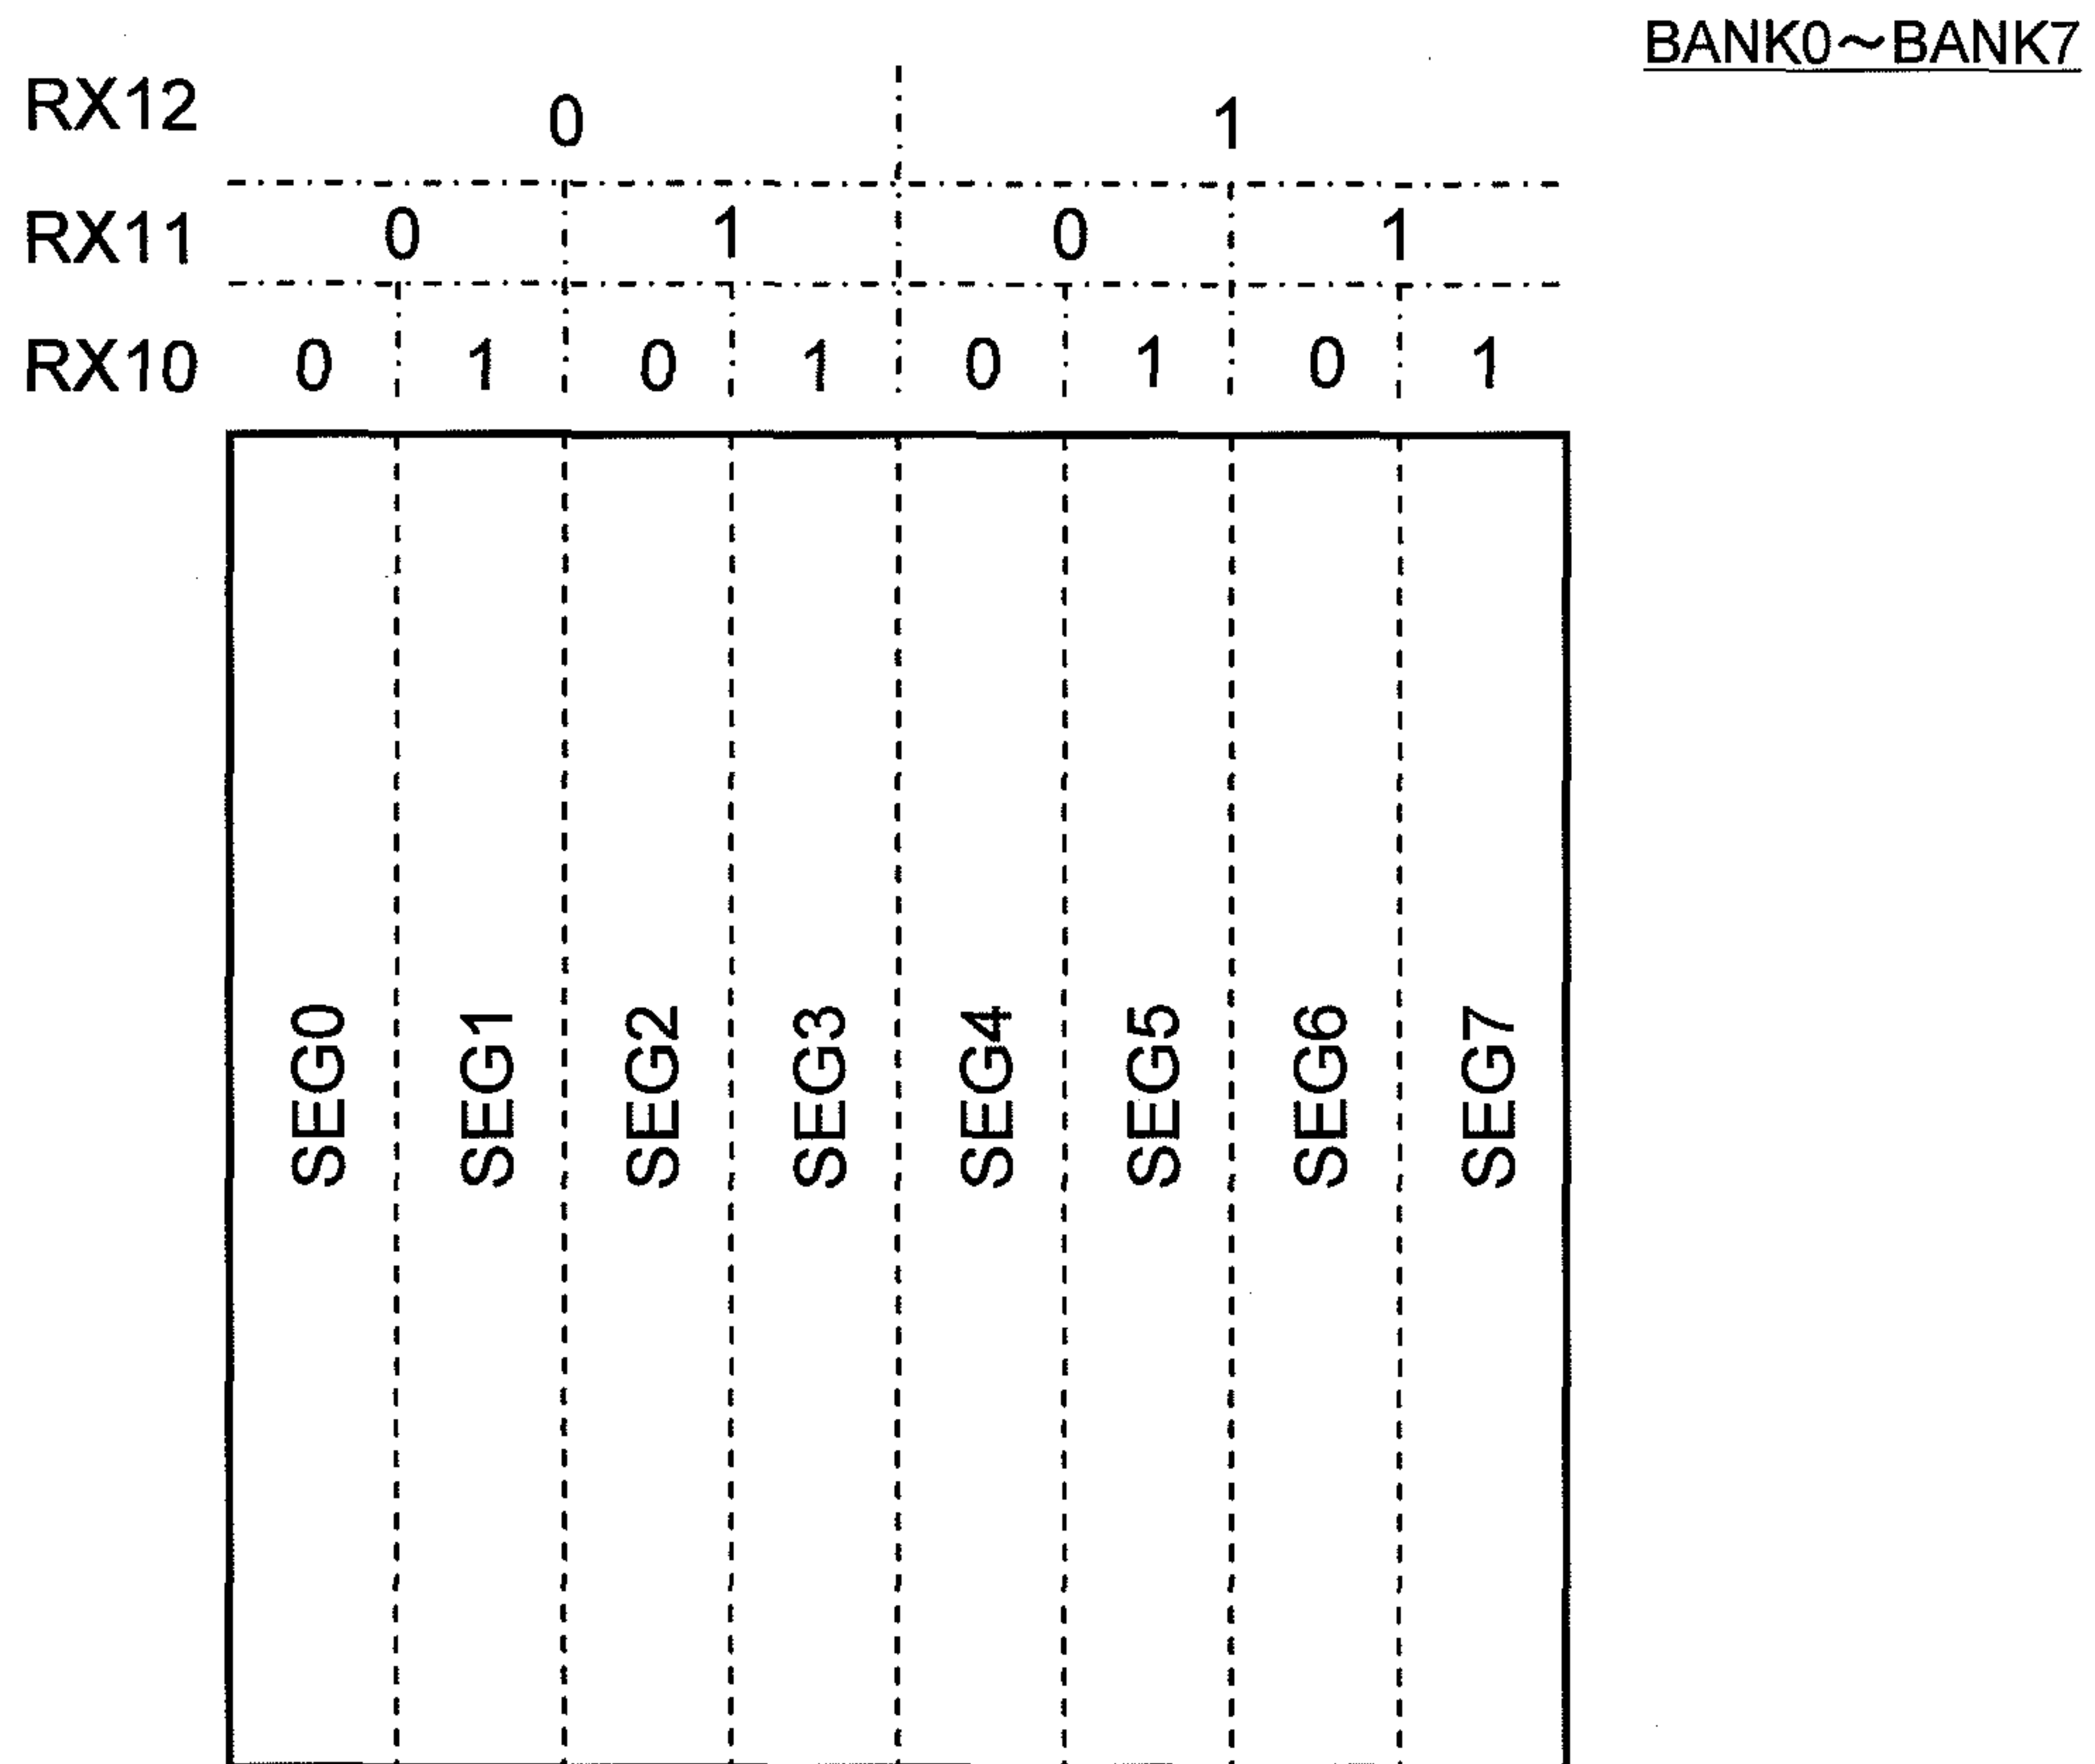 BANK0~BANK7
RX12 0 1
RX11 0 1 0 1
RX10 0 1 0 1 0 1 0 1
SEG0 SEG1 SEG2 SEG3 SEG4 SEG5 SEG6 SEG7